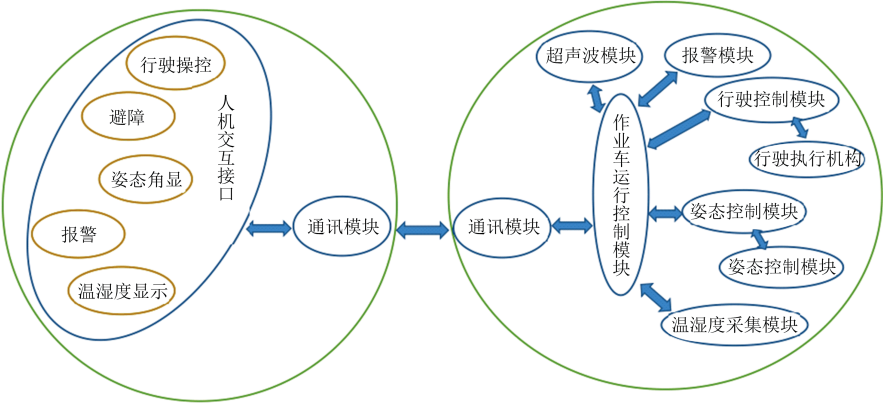 行驶操控
避障
姿态角显
报警
温湿度显示
人机交互接口
通讯模块
通讯模块
作业车运行控制模块
超声波模块
报警模块
行驶控制模块
行驶执行机构
姿态控制模块
姿态控制模块
温湿度采集模块